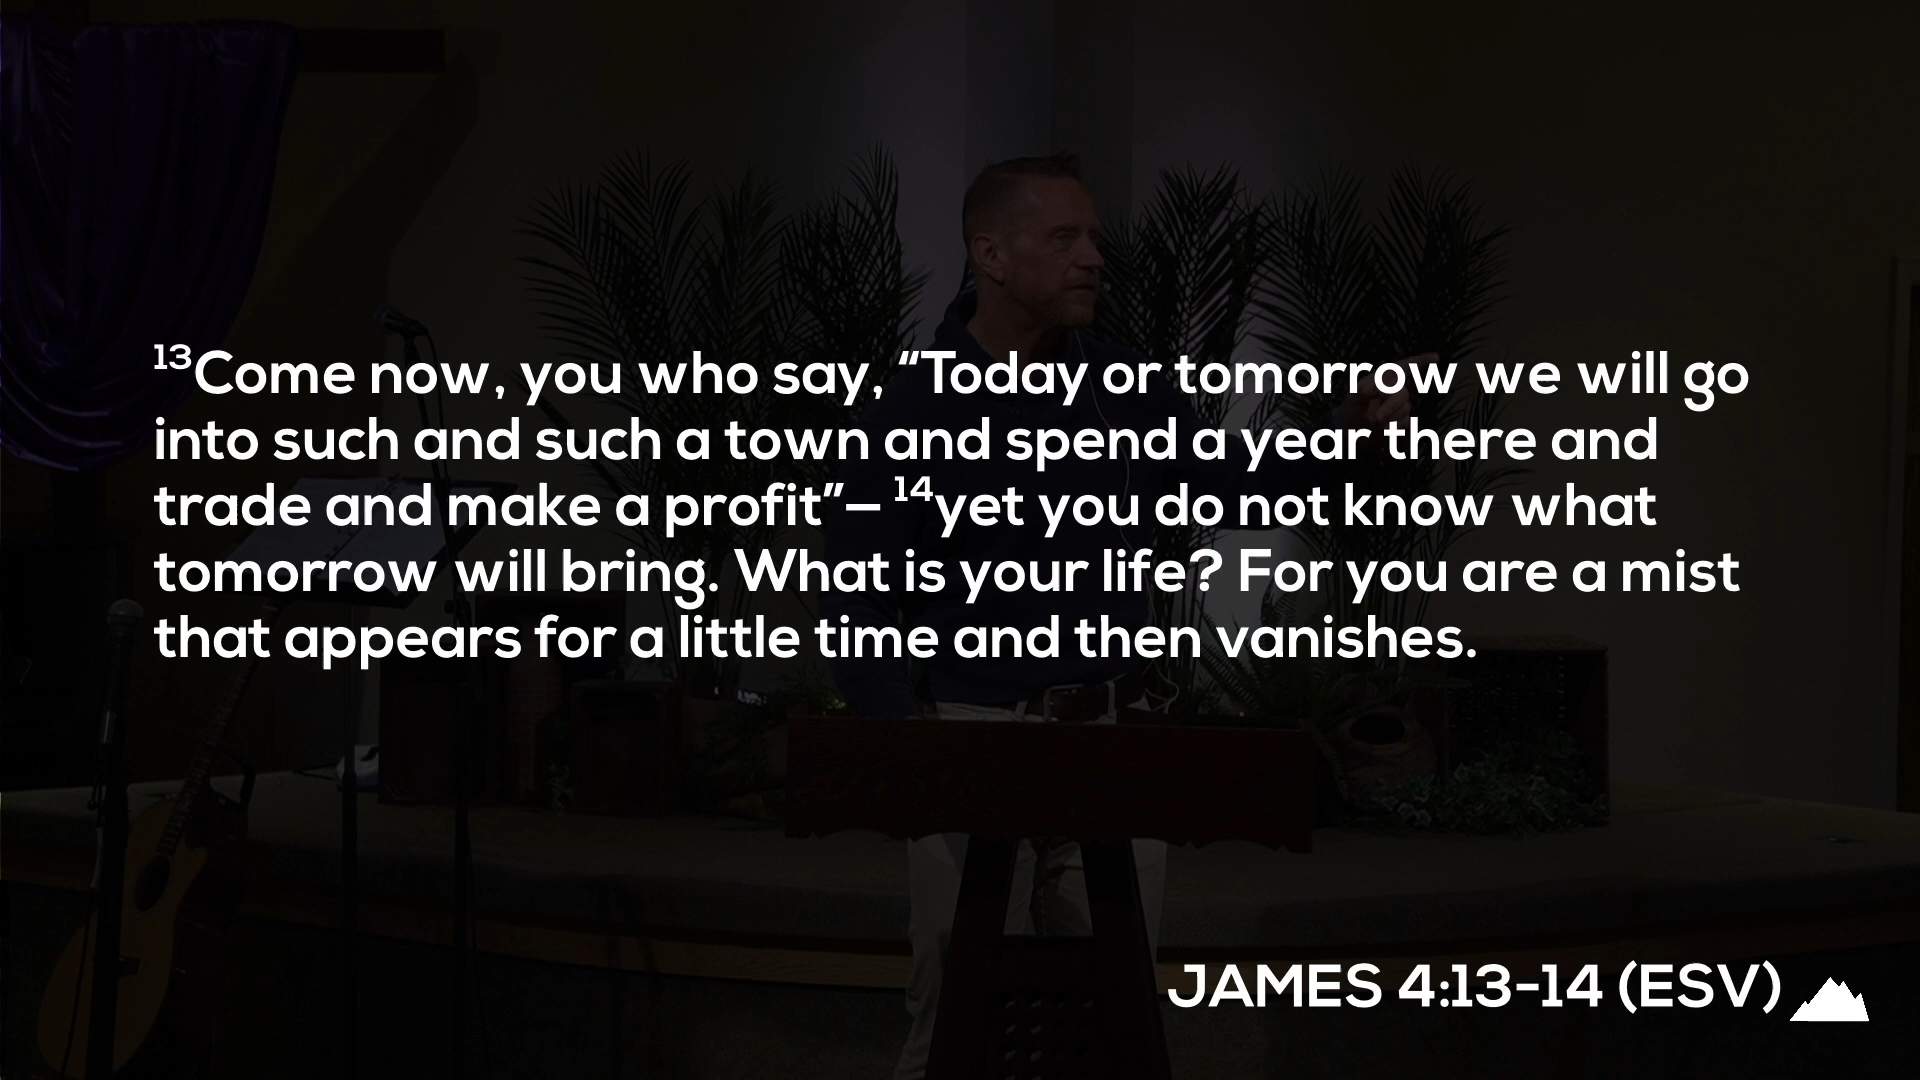 ¹³Come now, you who say, “Today or tomorrow we will go
into such and such a town and spend a year there and
trade and make a profit”— ¹⁴yet you do not know what
tomorrow will bring. What is your life? For you are a mist
that appears for a little time and then vanishes.
JAMES 4:13-14 (ESV)